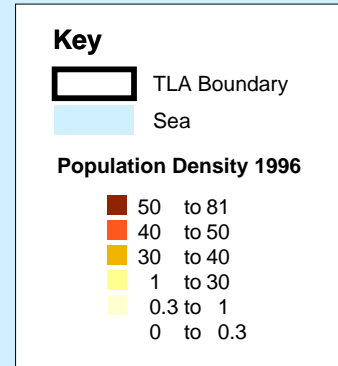 Key
TLA Boundary
Sea
Population Density 1996
50 to 81
40 to 50
30 to 40
1 to 30
0.3 to 1
0 to 0.3